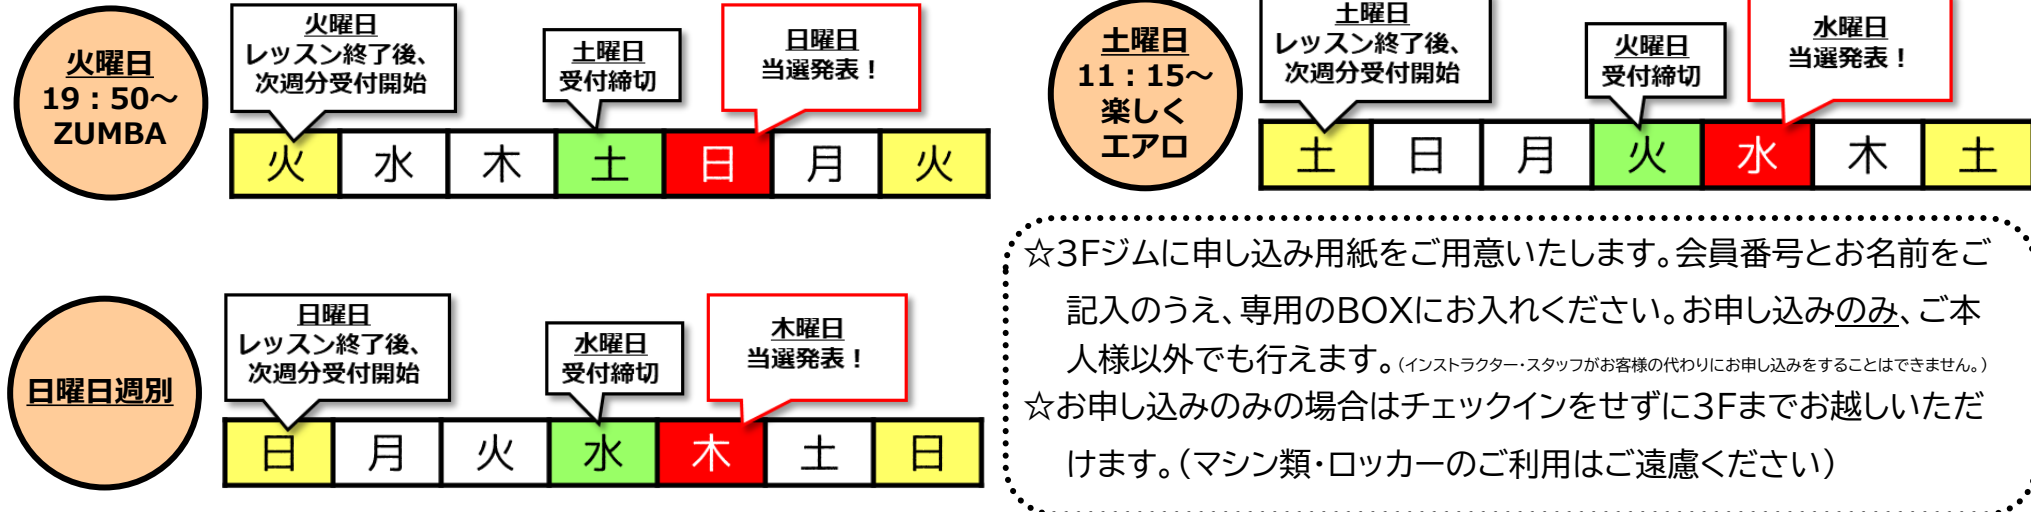 火曜日
19：50～
ZUMBA
火曜日
レッスン終了後、
次週分受付開始
土曜日
受付締切
日曜日
当選発表！
火 水 木 土 日 月 火
土曜日
11：15～
楽しく
エアロ
土曜日
レッスン終了後、
次週分受付開始
火曜日
受付締切
水曜日
当選発表！
土 日 月 火 水 木 土
日曜日週別
日曜日
レッスン終了後、
次週分受付開始
水曜日
受付締切
木曜日
当選発表！
日 月 火 水 木 土 日
☆3Fジムに申し込み用紙をご用意いたします。会員番号とお名前をご
記入のうえ、専用のBOXにお入れください。お申し込みのみ、ご本
人様以外でも行えます。（インストラクター・スタッフがお客様の代わりにお申し込みをすることはできません。）
☆お申し込みのみの場合はチェックインをせずに3Fまでお越しいただ
けます。（マシン類・ロッカーのご利用はご遠慮ください）